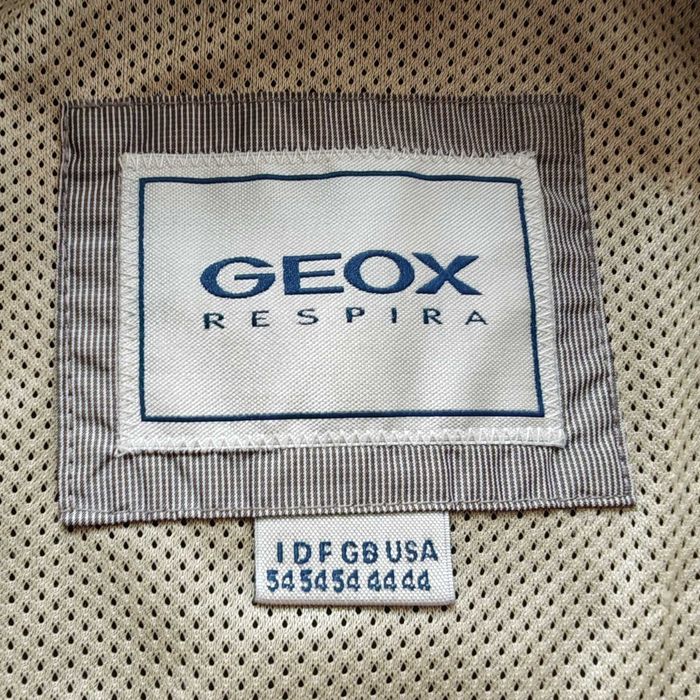 GEOX
RESPIRA
I D F GB USA
54 54 54 44 44